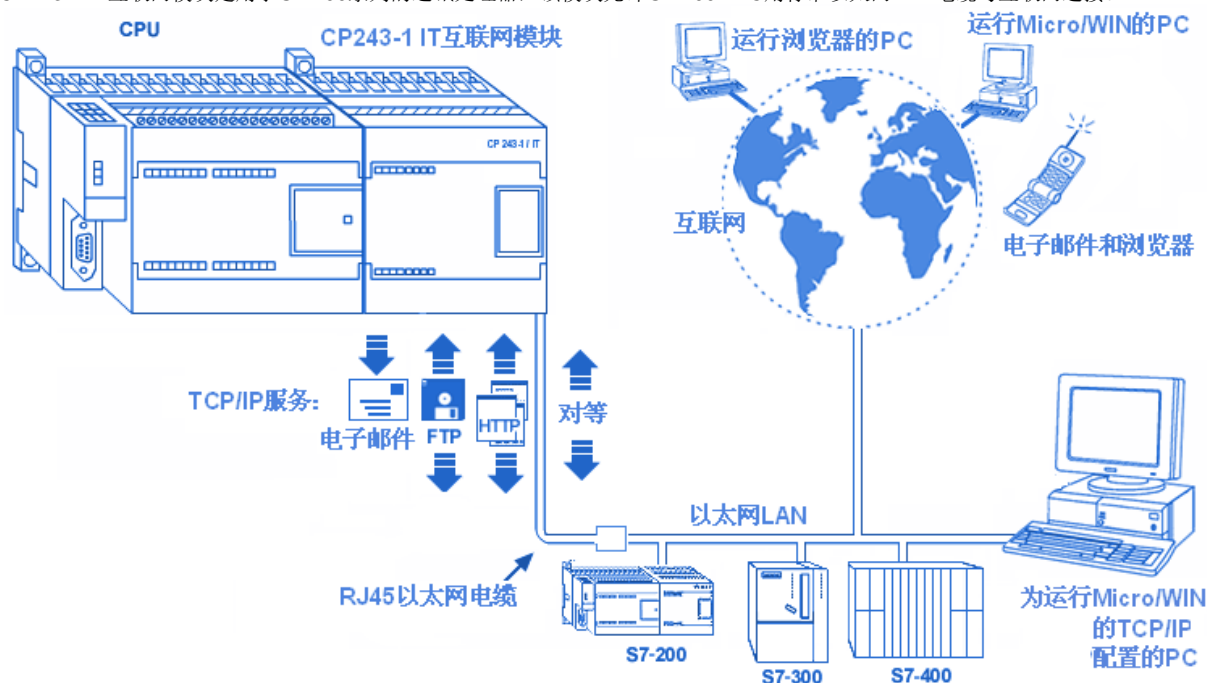 CPU
CP243-1 IT互联网模块
运行浏览器的PC
运行Micro/WIN的PC
CP 243-1 / IT
互联网
电子邮件和浏览器
TCP/IP服务:
电子邮件
FTP
HTTP
对等
以太网LAN
RJ45以太网电缆
S7-200
S7-300
S7-400
为运行Micro/WIN
的TCP/IP
配置的PC